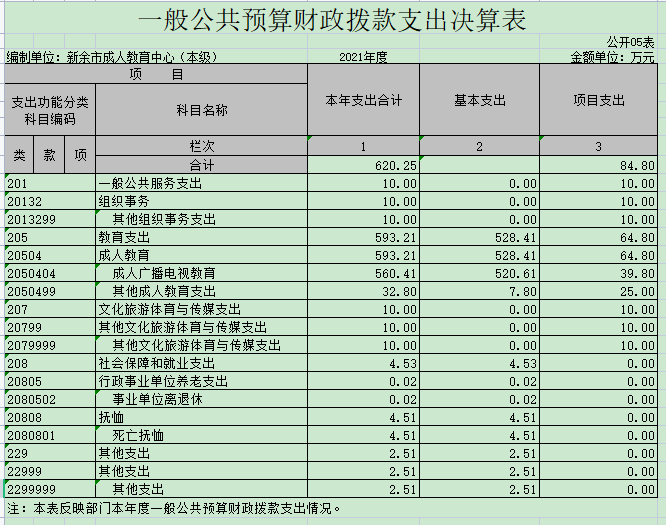 一般公共预算财政拨款支出决算表
公开05表
编制单位：新余市成人教育中心（本级） 2021年度 金额单位：万元
项 目 本年支出合计 基本支出 项目支出
支出功能分类科目编码 科目名称
类 款 项 栏次 1 2 3
合计 620.25 84.80
201 一般公共服务支出 10.00 0.00 10.00
20132 组织事务 10.00 0.00 10.00
2013299 其他组织事务支出 10.00 0.00 10.00
205 教育支出 593.21 528.41 64.80
20504 成人教育 593.21 528.41 64.80
2050404 成人广播电视教育 560.41 520.61 39.80
2050499 其他成人教育支出 32.80 7.80 25.00
207 文化旅游体育与传媒支出 10.00 0.00 10.00
20799 其他文化旅游体育与传媒支出 10.00 0.00 10.00
2079999 其他文化旅游体育与传媒支出 10.00 0.00 10.00
208 社会保障和就业支出 4.53 4.53 0.00
20805 行政事业单位养老支出 0.02 0.02 0.00
2080502 事业单位离退休 0.02 0.02 0.00
20808 抚恤 4.51 4.51 0.00
2080801 死亡抚恤 4.51 4.51 0.00
229 其他支出 2.51 2.51 0.00
22999 其他支出 2.51 2.51 0.00
2299999 其他支出 2.51 2.51 0.00
注：本表反映部门本年度一般公共预算财政拨款支出情况。